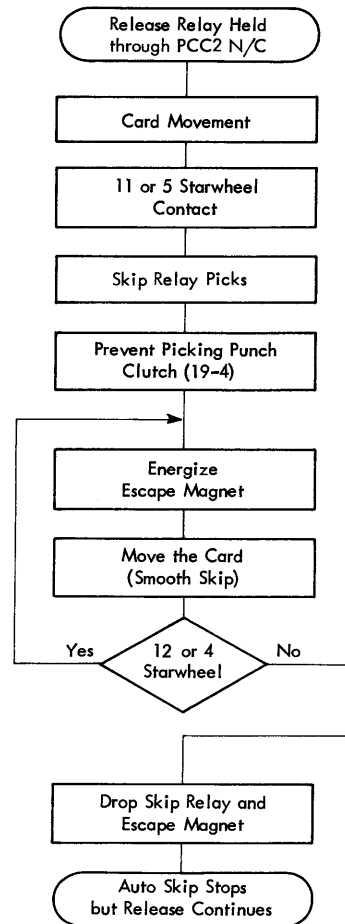 Release Relay Held
through PCC2 N/C
Card Movement
11 or 5 Starwheel
Contact
Skip Relay Picks
Prevent Picking Punch
Clutch (19-4)
Energize
Escape Magnet
Move the Card
(Smooth Skip)
Yes
12 or 4
Starwheel
No
Drop Skip Relay and
Escape Magnet
Auto Skip Stops
but Release Continues